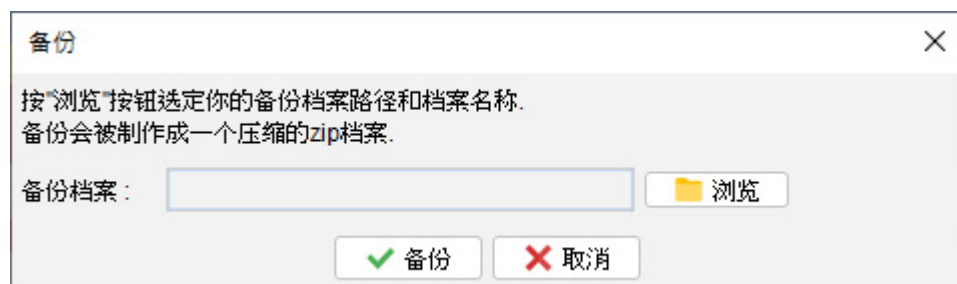 备份
按"浏览"按钮选定你的备份档案路径和档案名称.
备份会被制作成一个压缩的zip档案.
备份档案 : 浏览
备份 取消